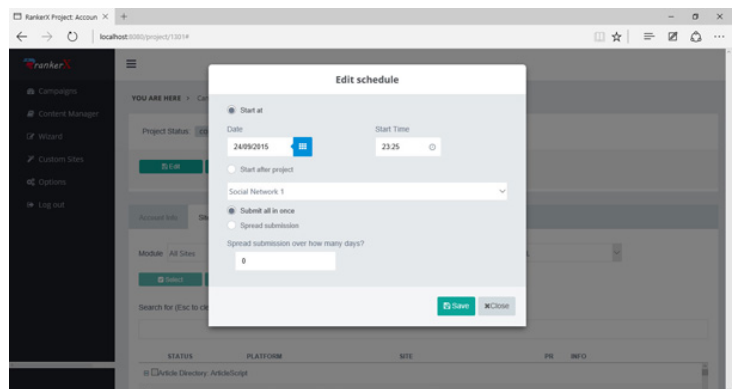 RankerX Project: Accoun
localhost:8080/project/1301#
rankerX
Campaigns
Content Manager
Wizard
Custom Sites
Options
Log out
YOU ARE HERE
Project Status:
Edit
Account Info
Module All Sites
Select
Search for (Esc to cle
STATUS PLATFORM SITE PR INFO
Article Directory: ArticleScript
Edit schedule
Start at
Date Start Time
24/09/2015 23:25
Start after project
Social Network 1
Submit all in once
Spread submission
Spread submission over how many days?
0
Save Close